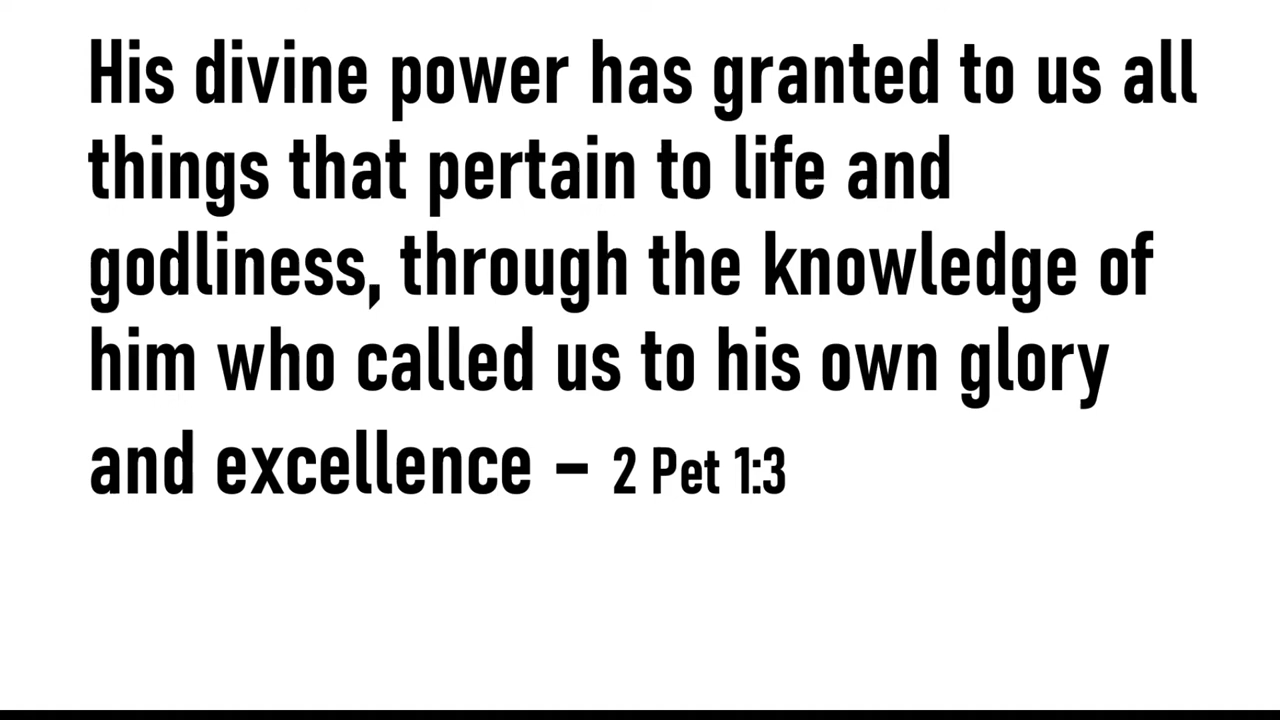 His divine power has granted to us all
things that pertain to life and
godliness, through the knowledge of
him who called us to his own glory
and excellence – 2 Pet 1:3